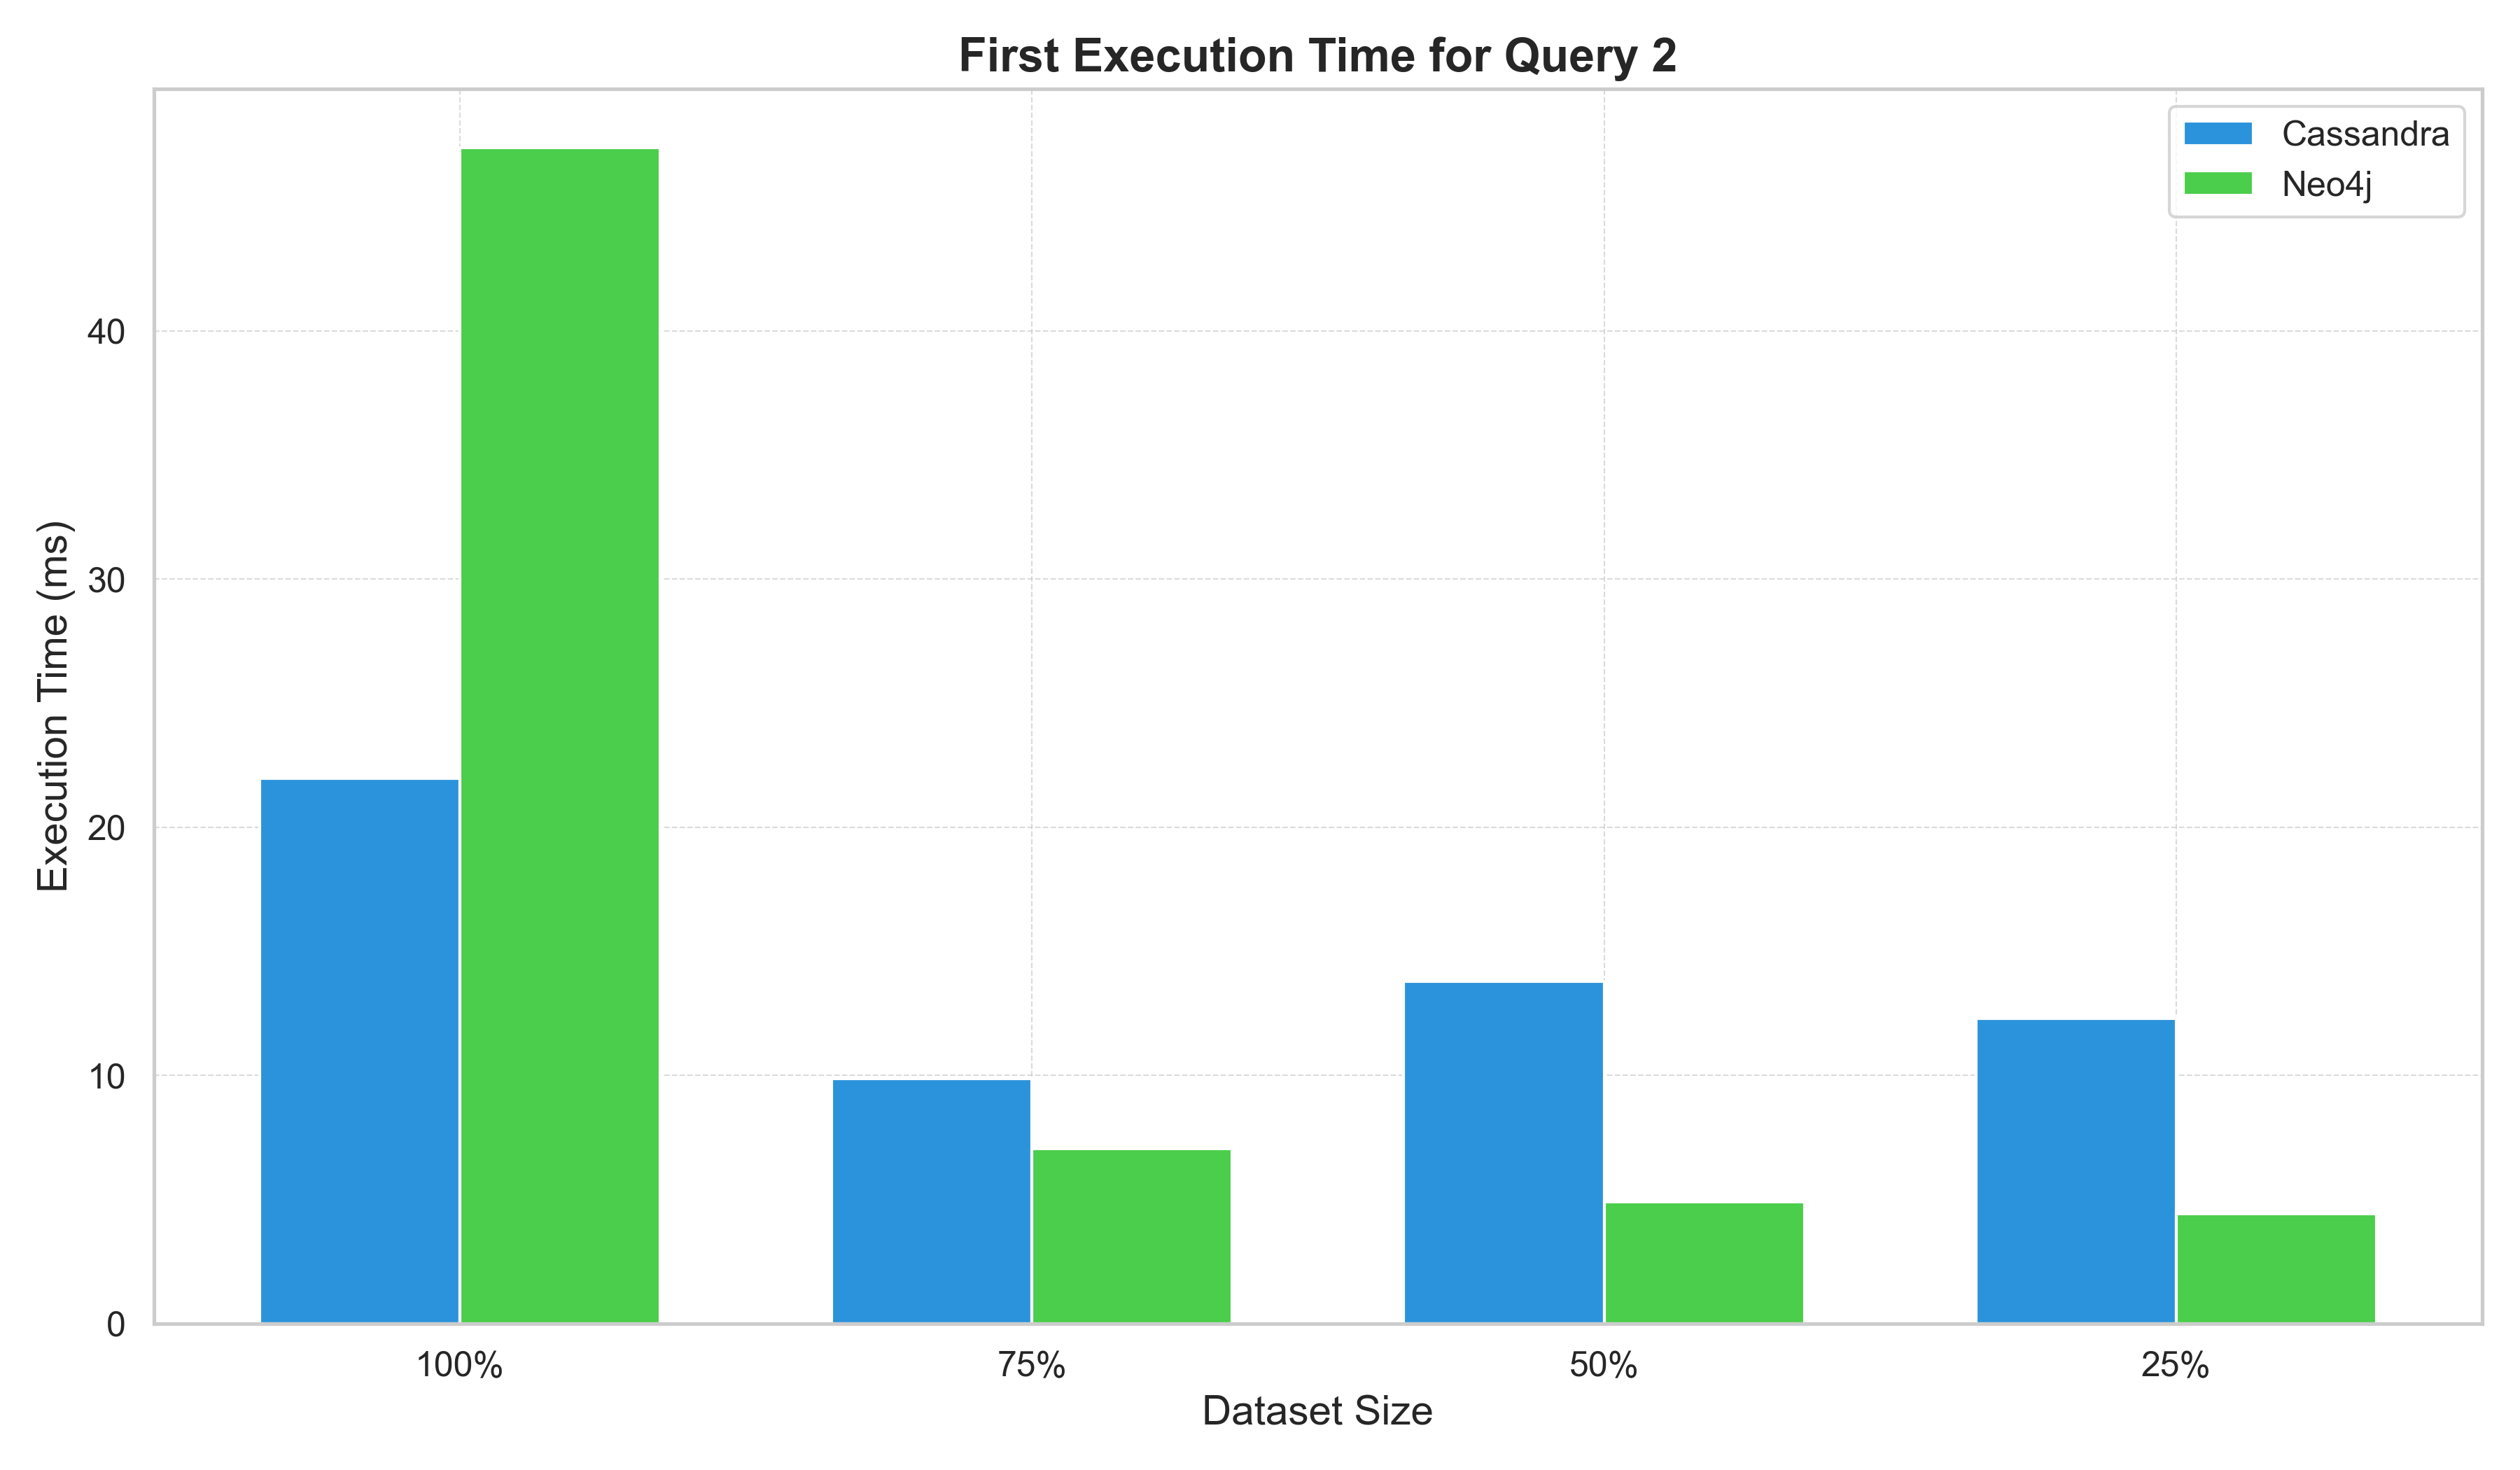 First Execution Time for Query 2
Cassandra
Neo4j
Execution Time (ms)
40
30
20
10
0
100%
75%
50%
25%
Dataset Size